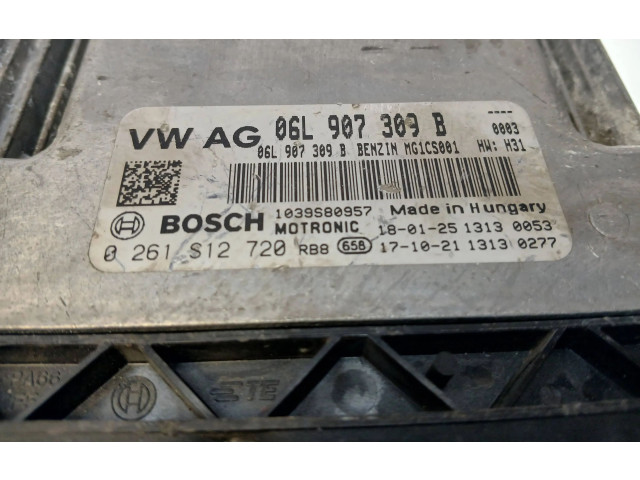 ----
VW AG 06L 907 309 B 0003
06L 907 309 B BENZIN MG1CS001 HW: H31
BOSCH 1039S80957 Made in Hungary
MOTRONIC 18-01-25 1313 0053
0 261 S12 720 RB8 658 17-10-21 1313 0277
PA66
STE